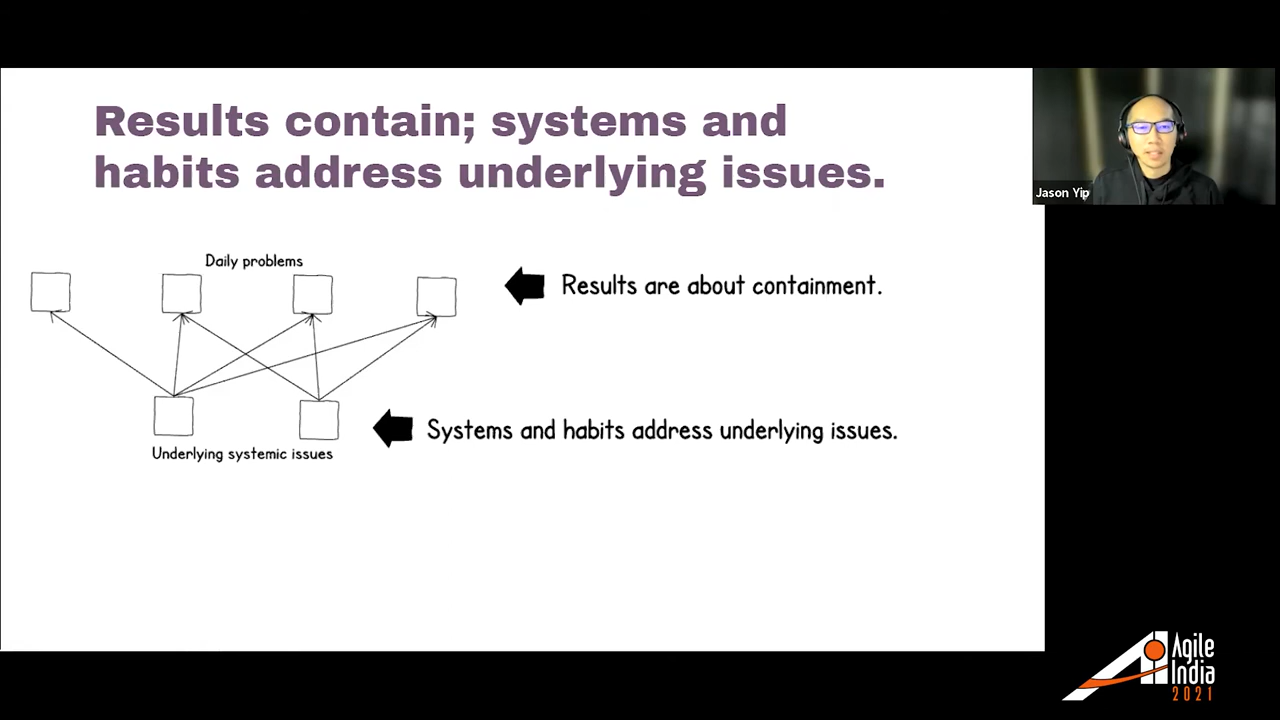 Results contain; systems and
habits address underlying issues.
Jason Yip
Daily problems
Results are about containment.
Systems and habits address underlying issues.
Underlying systemic issues
Agile
India
2021